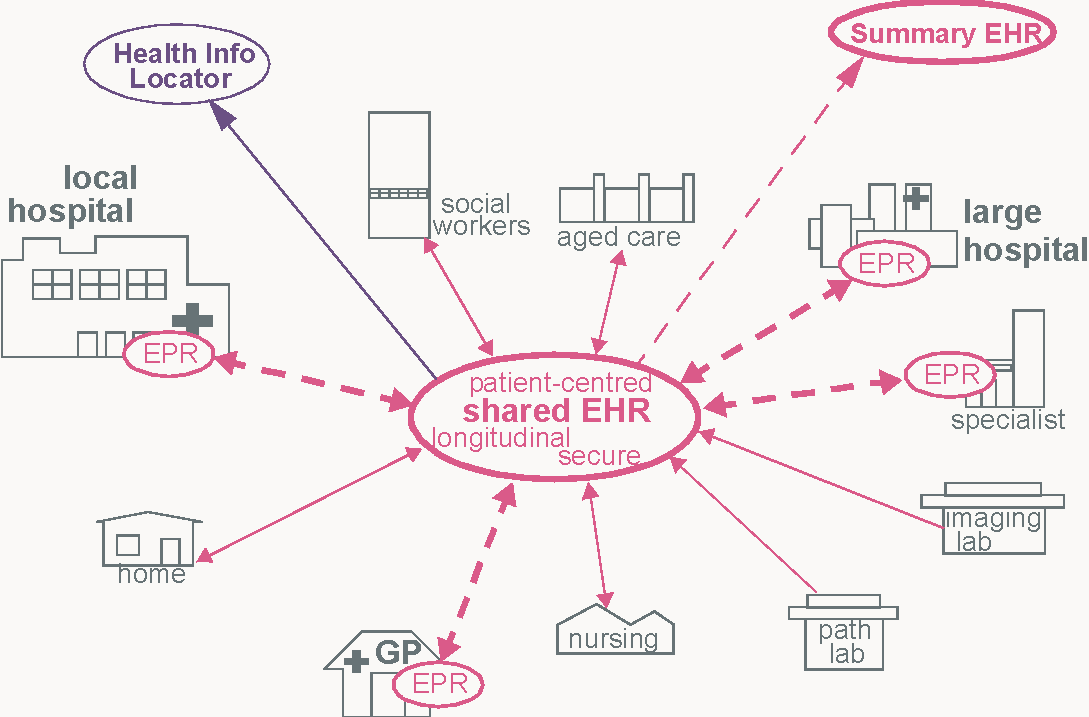 Health Info
Locator
Summary EHR
local
hospital
social
workers
aged care
large
hospital
EPR
EPR
EPR
specialist
patient-centred
shared EHR
longitudinal
secure
imaging
lab
home
nursing
path
lab
GP
EPR